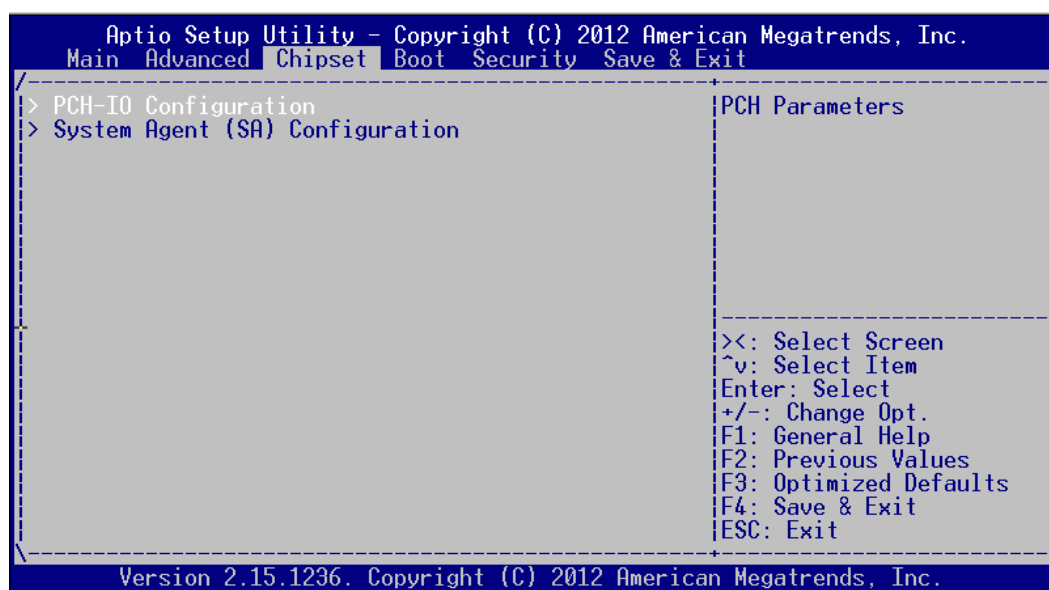 Aptio Setup Utility – Copyright (C) 2012 American Megatrends, Inc.
Main Advanced Chipset Boot Security Save & Exit
> PCH-IO Configuration
> System Agent (SA) Configuration
PCH Parameters
><: Select Screen
^v: Select Item
Enter: Select
+/-: Change Opt.
F1: General Help
F2: Previous Values
F3: Optimized Defaults
F4: Save & Exit
ESC: Exit
Version 2.15.1236. Copyright (C) 2012 American Megatrends, Inc.